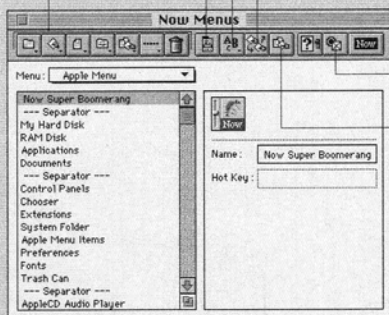 Now Menus
A
B C
?
Now
Menu: Apple Menu
Now Super Boomerang
--- Separator ---
My Hard Disk
RAM Disk
Applications
Documents
--- Separator ---
Control Panels
Chooser
Extensions
System Folder
Apple Menu Items
Preferences
Fonts
Trash Can
--- Separator ---
AppleCD Audio Player
Now
Name: Now Super Boomerang
Hot Key: